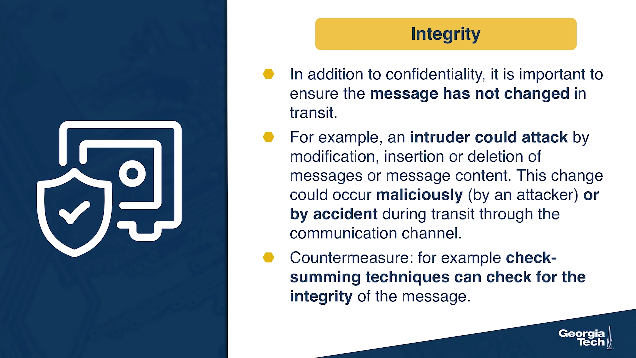 Integrity
In addition to confidentiality, it is important to
ensure the message has not changed in
transit.
For example, an intruder could attack by
modification, insertion or deletion of
messages or message content. This change
could occur maliciously (by an attacker) or
by accident during transit through the
communication channel.
Countermeasure: for example check-
summing techniques can check for the
integrity of the message.
Georgia
Tech